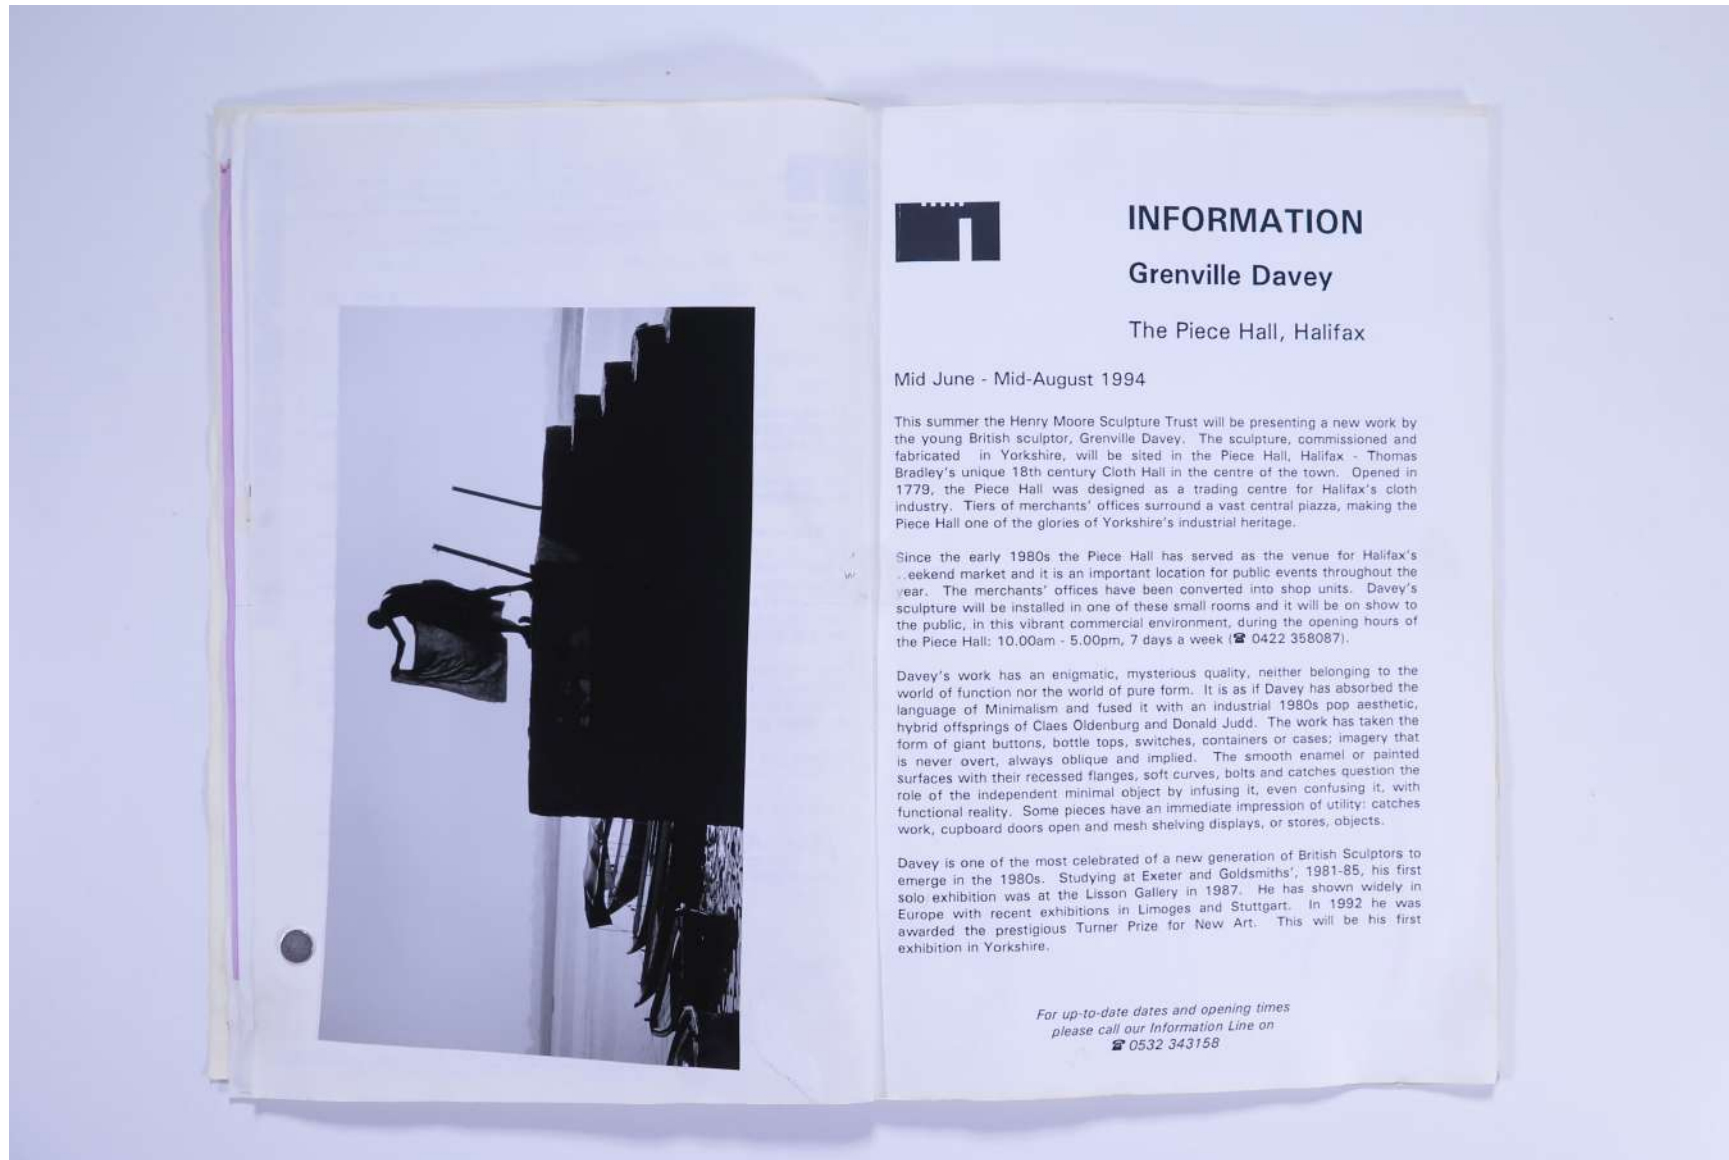 INFORMATION
Grenville Davey
The Piece Hall, Halifax
Mid June - Mid-August 1994
This summer the Henry Moore Sculpture Trust will be presenting a new work by
the young British sculptor, Grenville Davey. The sculpture, commissioned and
fabricated in Yorkshire, will be sited in the Piece Hall, Halifax - Thomas
Bradley's unique 18th century Cloth Hall in the centre of the town. Opened in
1779, the Piece Hall was designed as a trading centre for Halifax's cloth
industry. Tiers of merchants' offices surround a vast central piazza, making the
Piece Hall one of the glories of Yorkshire's industrial heritage.
Since the early 1980s the Piece Hall has served as the venue for Halifax's
..eekend market and it is an important location for public events throughout the
year. The merchants' offices have been converted into shop units. Davey's
sculpture will be installed in one of these small rooms and it will be on show to
the public, in this vibrant commercial environment, during the opening hours of
the Piece Hall: 10.00am - 5.00pm, 7 days a week (☎ 0422 358087).
Davey's work has an enigmatic, mysterious quality, neither belonging to the
world of function nor the world of pure form. It is as if Davey has absorbed the
language of Minimalism and fused it with an industrial 1980s pop aesthetic,
hybrid offsprings of Claes Oldenburg and Donald Judd. The work has taken the
form of giant buttons, bottle tops, switches, containers or cases; imagery that
is never overt, always oblique and implied. The smooth enamel or painted
surfaces with their recessed flanges, soft curves, bolts and catches question the
role of the independent minimal object by infusing it, even confusing it, with
functional reality. Some pieces have an immediate impression of utility: catches
work, cupboard doors open and mesh shelving displays, or stores, objects.
Davey is one of the most celebrated of a new generation of British Sculptors to
emerge in the 1980s. Studying at Exeter and Goldsmiths', 1981-85, his first
solo exhibition was at the Lisson Gallery in 1987. He has shown widely in
Europe with recent exhibitions in Limoges and Stuttgart. In 1992 he was
awarded the prestigious Turner Prize for New Art. This will be his first
exhibition in Yorkshire.
For up-to-date dates and opening times
please call our Information Line on
☎ 0532 343158